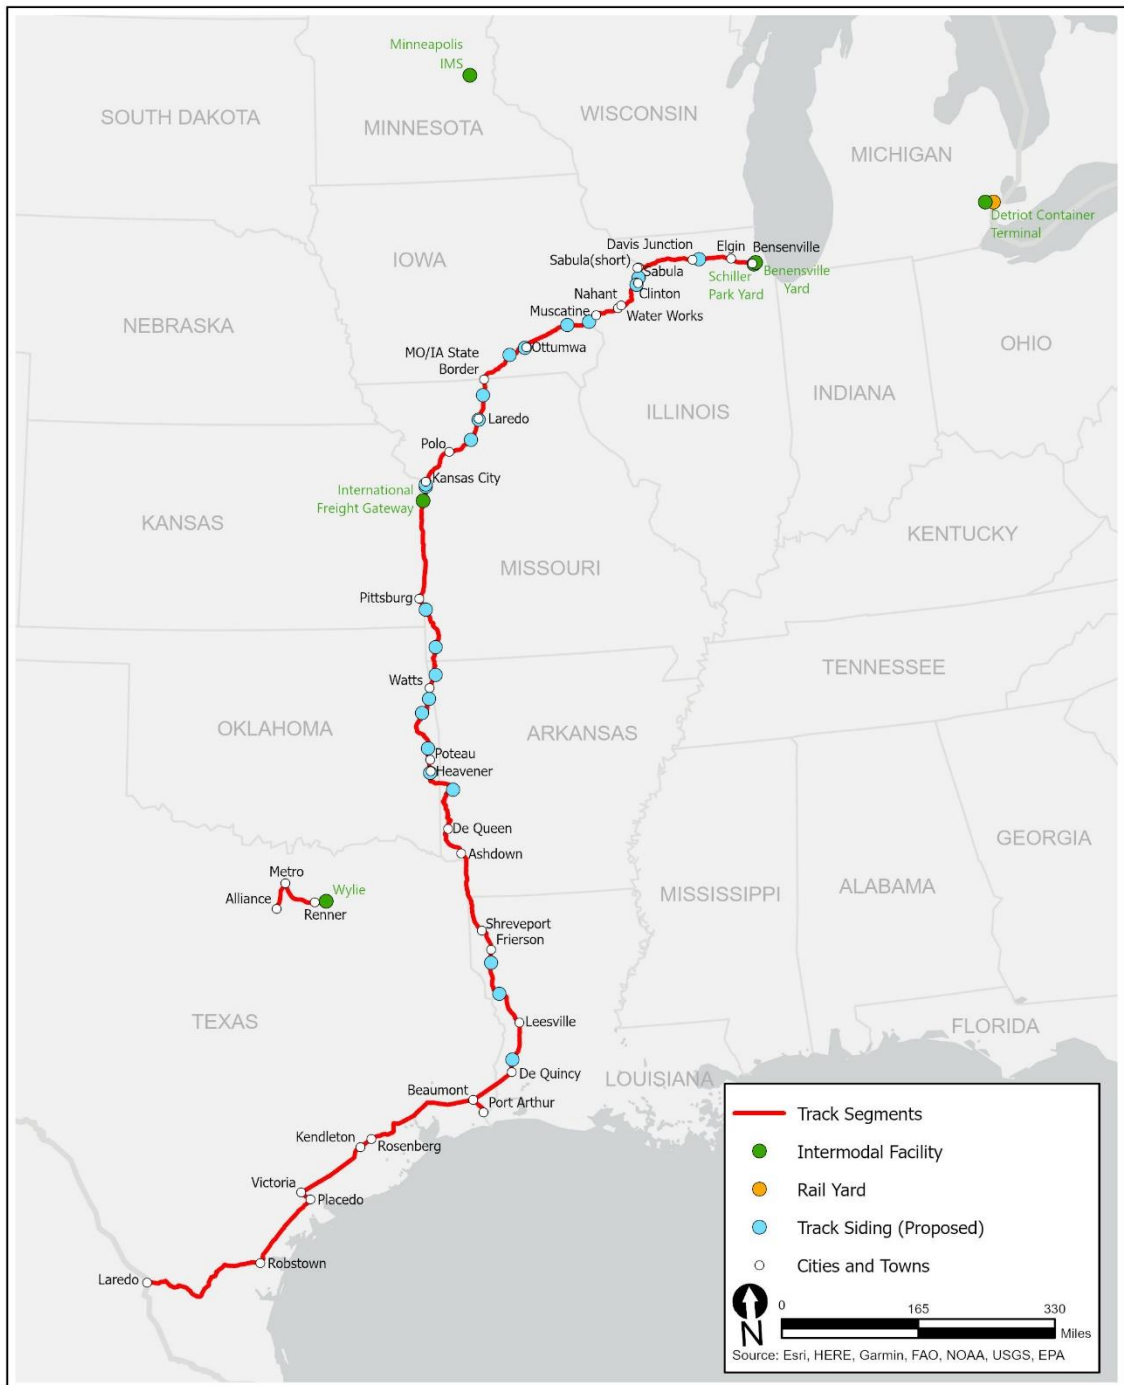 Minneapolis
IMS
SOUTH DAKOTA
MINNESOTA
WISCONSIN
MICHIGAN
Detriot Container
Terminal
Davis Junction
Elgin
Bensenville
Sabula(short)
Sabula
Schiller
Park Yard
Benensville
Yard
IOWA
Clinton
Nahant
Muscatine
Water Works
NEBRASKA
OHIO
MO/IA State
Border
Ottumwa
INDIANA
ILLINOIS
Laredo
Polo
Kansas City
International
Freight Gateway
KANSAS
KENTUCKY
MISSOURI
Pittsburg
TENNESSEE
Watts
OKLAHOMA
ARKANSAS
Poteau
Heavener
De Queen
GEORGIA
Ashdown
Metro
Alliance
Wylie
Renner
MISSISSIPPI
ALABAMA
Shreveport
Frierson
TEXAS
Leesville
FLORIDA
De Quincy
LOUISIANA
Beaumont
Port Arthur
Kendleton
Rosenberg
Victoria
Placedo
Robstown
Laredo
Track Segments
Intermodal Facility
Rail Yard
Track Siding (Proposed)
Cities and Towns
N
0 165 330
Miles
Source: Esri, HERE, Garmin, FAO, NOAA, USGS, EPA